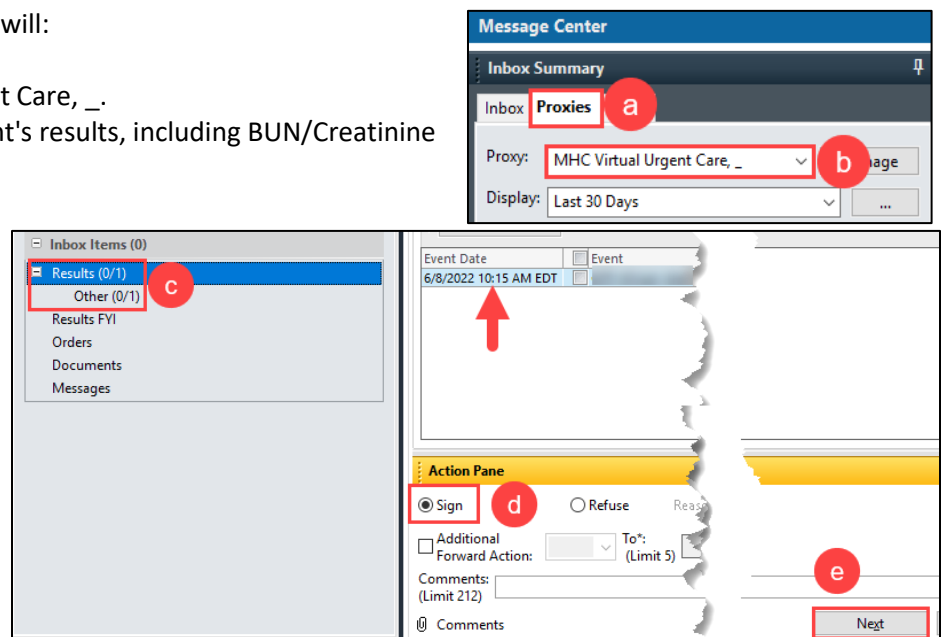 will:
t Care, _.
t's results, including BUN/Creatinine
Message Center
Inbox Summary
Inbox Proxies a
Proxy: MHC Virtual Urgent Care, _ b age
Display: Last 30 Days ...
Inbox Items (0)
Results (0/1)
Other (0/1)
c
Results FYI
Orders
Documents
Messages
Event Date Event
6/8/2022 10:15 AM EDT
Action Pane
Sign d Refuse Reas
Additional
Forward Action:
To*:
(Limit 5)
Comments:
(Limit 212)
Comments
e
Next